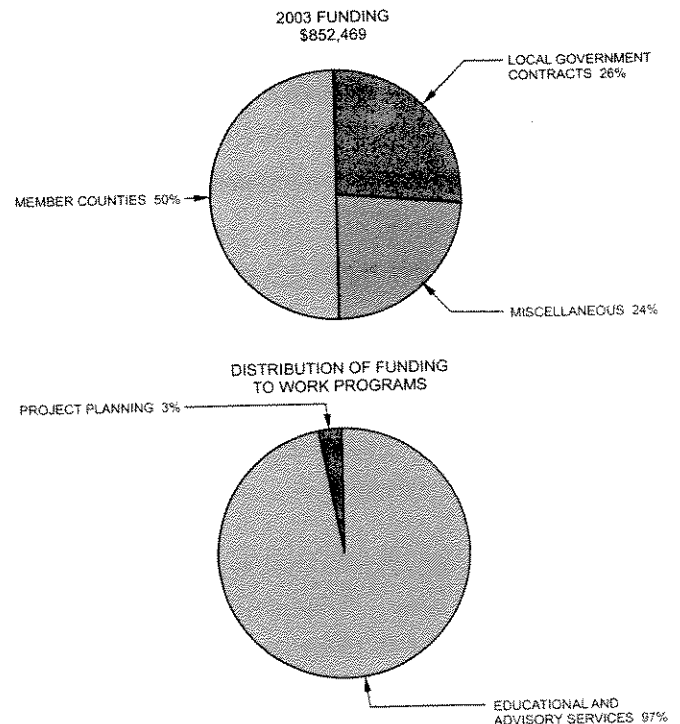 2003 FUNDING
$852,469
LOCAL GOVERNMENT
CONTRACTS 26%
MEMBER COUNTIES 50%
MISCELLANEOUS 24%
DISTRIBUTION OF FUNDING
TO WORK PROGRAMS
PROJECT PLANNING 3%
EDUCATIONAL AND
ADVISORY SERVICES 97%